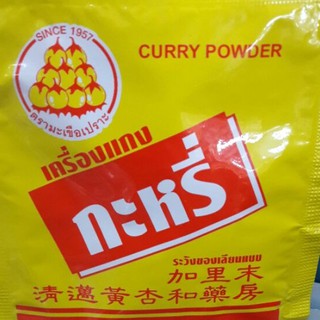 SINCE 1957
ตรามะเขือเปราะ
CURRY POWDER
เครื่องแกง
กะหรี่
ระวังของเลียนแบบ
加里末
清邁黃杏和藥房